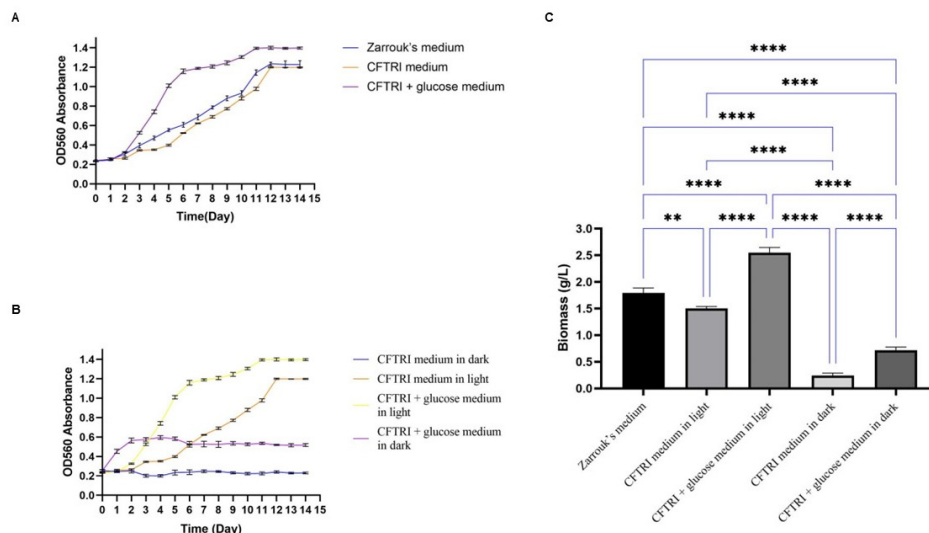 A
1.4
1.2
1.0
0.8
0.6
0.4
0.2
0.0
OD560 Absorbance
0 1 2 3 4 5 6 7 8 9 10 11 12 13 14 15
Time(Day)
Zarrouk's medium
CFTRI medium
CFTRI + glucose medium
B
1.4
1.2
1.0
0.8
0.6
0.4
0.2
0.0
OD560 Absorbance
0 1 2 3 4 5 6 7 8 9 10 11 12 13 14 15
Time (Day)
CFTRI medium in dark
CFTRI medium in light
CFTRI + glucose medium
in light
CFTRI + glucose medium
in dark
C
****
****
****
****
**** ****
** **** **** ****
3.0
2.5
2.0
1.5
1.0
0.5
0.0
Biomass (g/L)
Zarrouk's medium
CFTRI medium in light
CFTRI + glucose medium in light
CFTRI medium in dark
CFTRI + glucose medium in dark